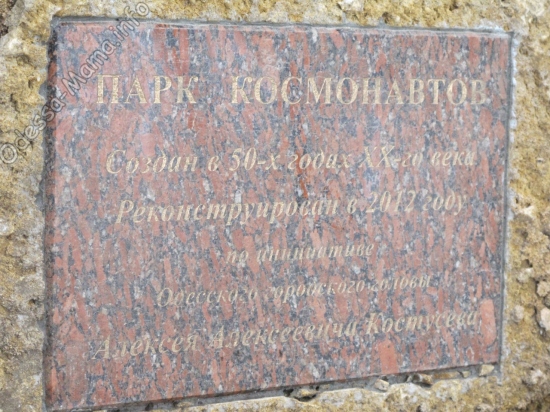 ПАРК КОСМОНАВТОВ
Создан в 50-х годах XX-го века
Реконструирован в 2012 году
по инициативе
Одесского городского головы
Алексея Алексеевича Костусева
Odessa-Mama.Info